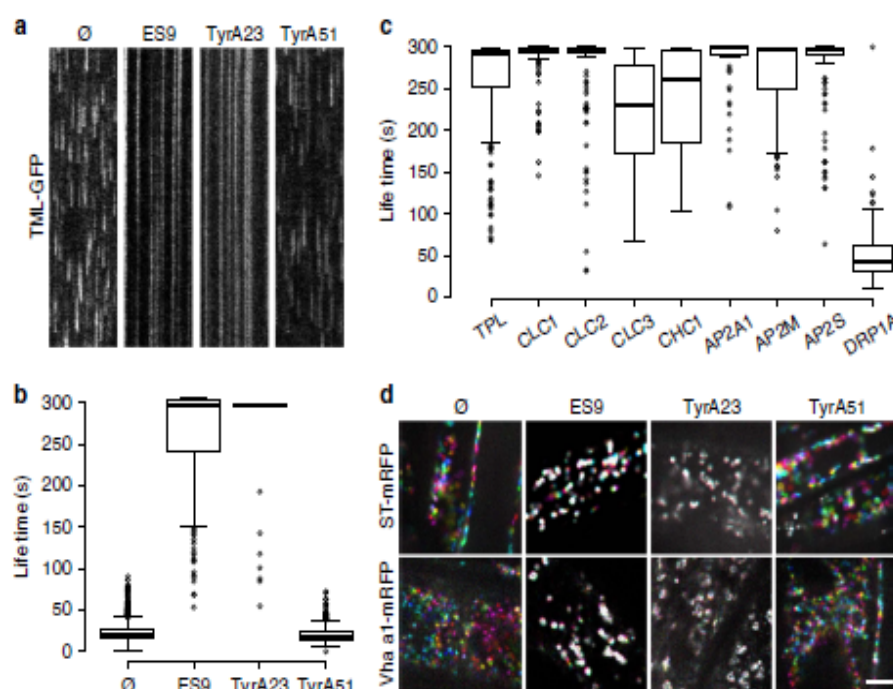 a
Ø ES9 TyrA23 TyrA51
TML-GFP
b
Life time (s)
300
250
200
150
100
50
0
Ø ES9 TyrA23 TyrA51
c
Life time (s)
300
250
200
150
100
50
0
TPL CLC1 CLC2 CLC3 CHC1 AP2A1 AP2M AP2S DRP1A
d
Ø ES9 TyrA23 TyrA51
ST-mRFP
Vha a1-mRFP